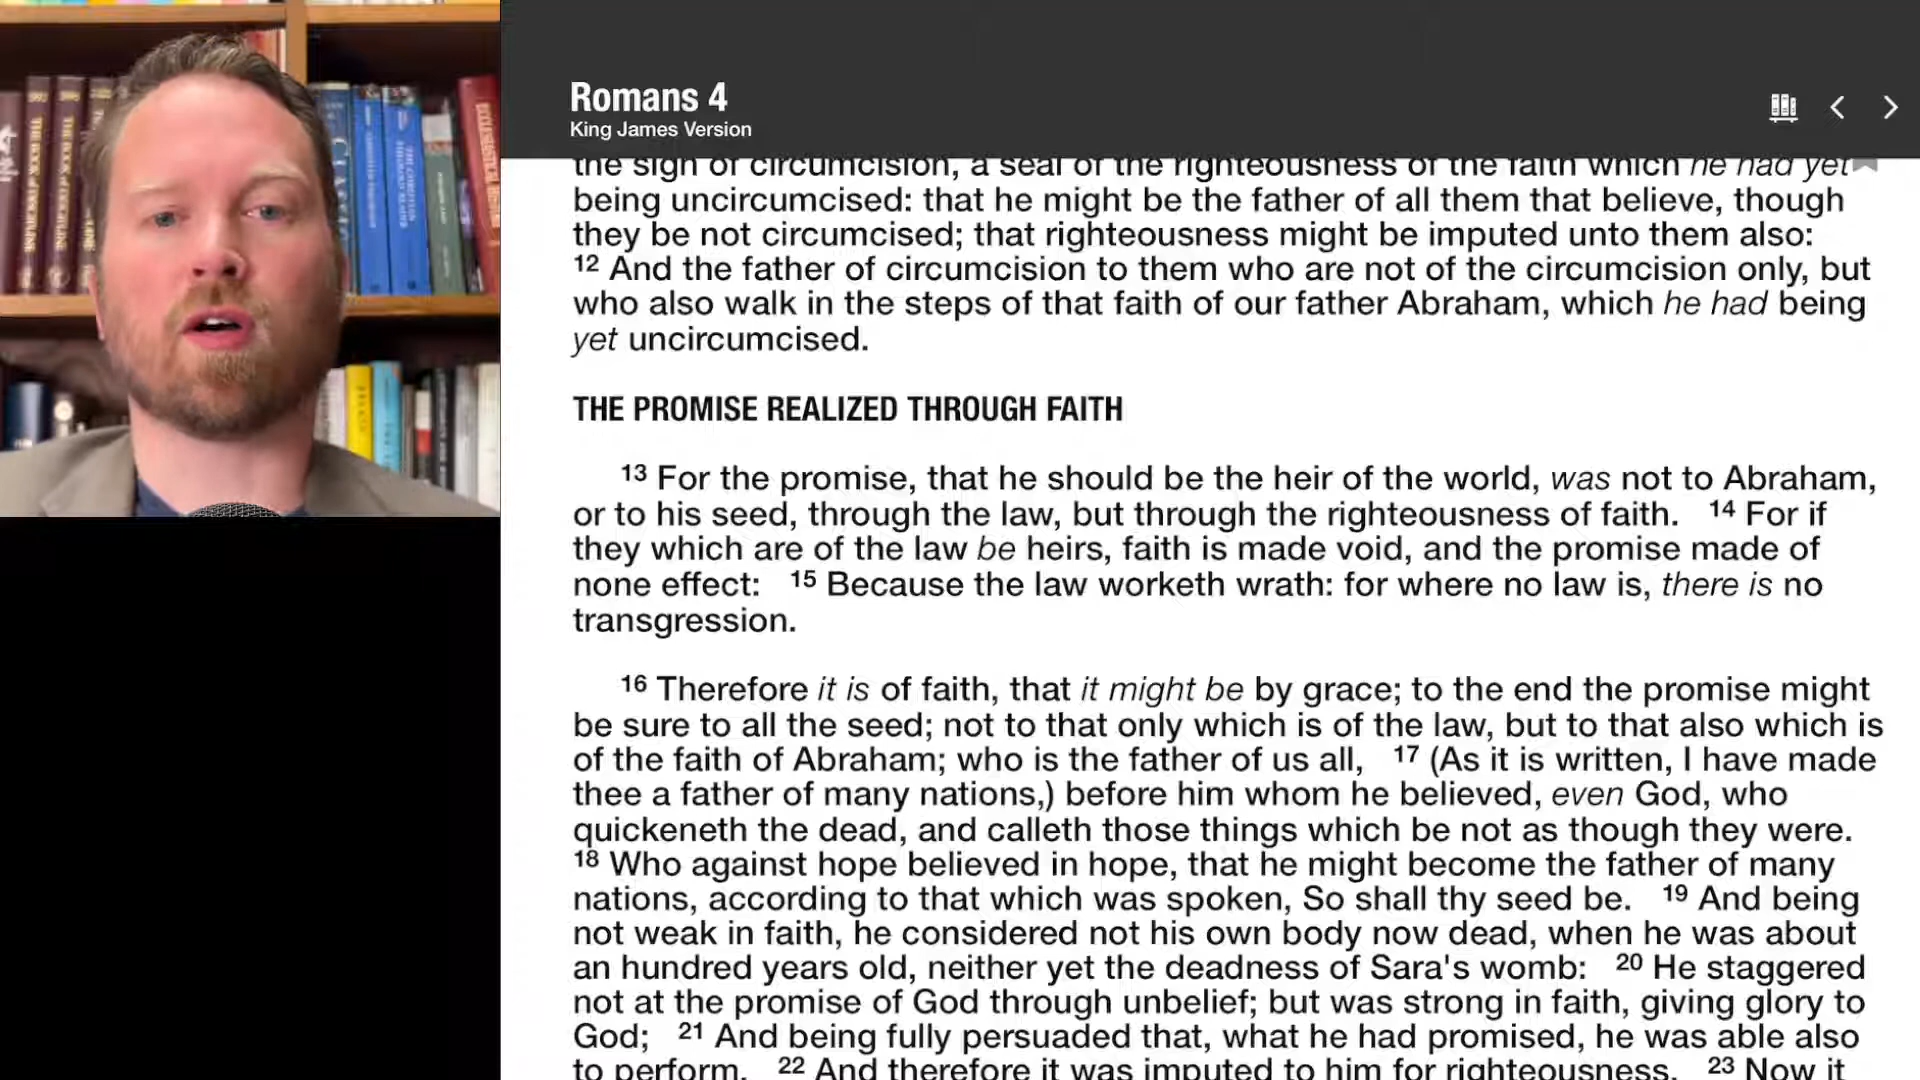 Romans 4
King James Version
the sign of circumcision, a seal of the righteousness of the faith which he had yet
being uncircumcised: that he might be the father of all them that believe, though
they be not circumcised; that righteousness might be imputed unto them also:
12 And the father of circumcision to them who are not of the circumcision only, but
who also walk in the steps of that faith of our father Abraham, which he had being
yet uncircumcised.
THE PROMISE REALIZED THROUGH FAITH
13 For the promise, that he should be the heir of the world, was not to Abraham,
or to his seed, through the law, but through the righteousness of faith. 14 For if
they which are of the law be heirs, faith is made void, and the promise made of
none effect: 15 Because the law worketh wrath: for where no law is, there is no
transgression.
16 Therefore it is of faith, that it might be by grace; to the end the promise might
be sure to all the seed; not to that only which is of the law, but to that also which is
of the faith of Abraham; who is the father of us all, 17 (As it is written, I have made
thee a father of many nations,) before him whom he believed, even God, who
quickeneth the dead, and calleth those things which be not as though they were.
18 Who against hope believed in hope, that he might become the father of many
nations, according to that which was spoken, So shall thy seed be. 19 And being
not weak in faith, he considered not his own body now dead, when he was about
an hundred years old, neither yet the deadness of Sara's womb: 20 He staggered
not at the promise of God through unbelief; but was strong in faith, giving glory to
God; 21 And being fully persuaded that, what he had promised, he was able also
to perform. 22 And therefore it was imputed to him for righteousness. 23 Now it